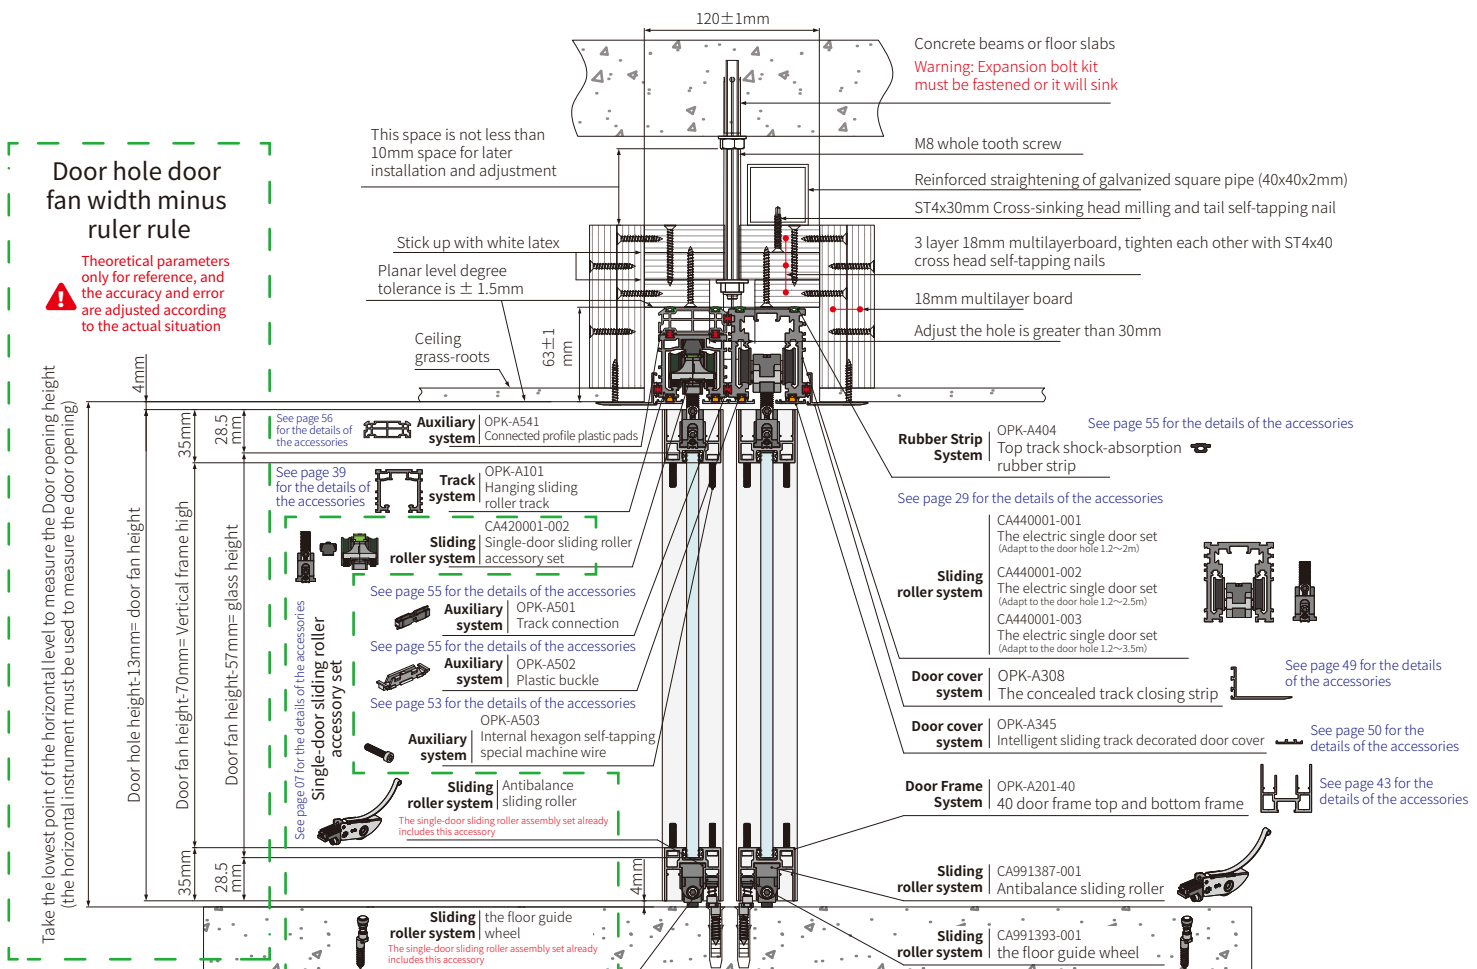 120±1mm
Concrete beams or floor slabs
Warning: Expansion bolt kit
must be fastened or it will sink
This space is not less than
10mm space for later
installation and adjustment
M8 whole tooth screw
Reinforced straightening of galvanized square pipe (40x40x2mm)
ST4x30mm Cross-sinking head milling and tail self-tapping nail
Stick up with white latex
3 layer 18mm multilayerboard, tighten each other with ST4x40
cross head self-tapping nails
Planar level degree
tolerance is ± 1.5mm
18mm multilayer board
Adjust the hole is greater than 30mm
Ceiling
grass-roots
63±1
mm
Door hole door
fan width minus
ruler rule
Theoretical parameters
only for reference, and
the accuracy and error
are adjusted according
to the actual situation
Take the lowest point of the horizontal level to measure the Door opening height
(the horizontal instrument must be used to measure the door opening)
4mm
35mm
28.5
mm
Door hole height-13mm= door fan height
Door fan height-70mm= Vertical frame high
Door fan height-57mm= glass height
35mm
28.5
mm
4mm
See page 56
for the details of
the accessories
Auxiliary
system
OPK-A541
Connected profile plastic pads
See page 39
for the details of
the accessories
Track
system
OPK-A101
Hanging sliding
roller track
Sliding
roller system
CA420001-002
Single-door sliding roller
accessory set
See page 55 for the details of the accessories
Auxiliary
system
OPK-A501
Track connection
See page 55 for the details of the accessories
Auxiliary
system
OPK-A502
Plastic buckle
See page 53 for the details of the accessories
Auxiliary
system
OPK-A503
Internal hexagon self-tapping
special machine wire
See page 07 for the details of the accessories
Single-door sliding roller
accessory set
Sliding
roller system
Antibalance
sliding roller
The single-door sliding roller assembly set already
includes this accessory
Sliding
roller system
the floor guide
wheel
The single-door sliding roller assembly set already
includes this accessory
Rubber Strip
System
OPK-A404
Top track shock-absorption
rubber strip
See page 55 for the details of the accessories
See page 29 for the details of the accessories
Sliding
roller system
CA440001-001
The electric single door set
(Adapt to the door hole 1.2～2m)
CA440001-002
The electric single door set
(Adapt to the door hole 1.2～2.5m)
CA440001-003
The electric single door set
(Adapt to the door hole 1.2～3.5m)
Door cover
system
OPK-A308
The concealed track closing strip
See page 49 for the details
of the accessories
Door cover
system
OPK-A345
Intelligent sliding track decorated door cover
See page 50 for the
details of the accessories
Door Frame
System
OPK-A201-40
40 door frame top and bottom frame
See page 43 for the
details of the accessories
Sliding
roller system
CA991387-001
Antibalance sliding roller
Sliding
roller system
CA991393-001
the floor guide wheel